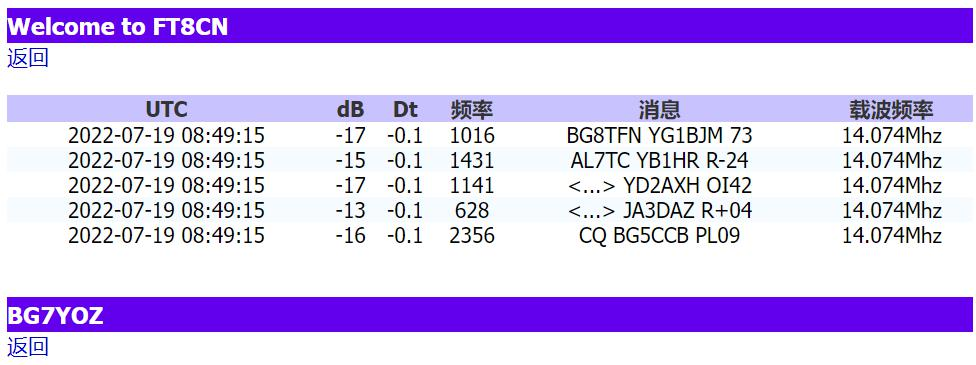 Welcome to FT8CN
返回
UTC dB Dt 频率 消息 载波频率
2022-07-19 08:49:15 -17 -0.1 1016 BG8TFN YG1BJM 73 14.074Mhz
2022-07-19 08:49:15 -15 -0.1 1431 AL7TC YB1HR R-24 14.074Mhz
2022-07-19 08:49:15 -17 -0.1 1141 <...> YD2AXH OI42 14.074Mhz
2022-07-19 08:49:15 -13 -0.1 628 <...> JA3DAZ R+04 14.074Mhz
2022-07-19 08:49:15 -16 -0.1 2356 CQ BG5CCB PL09 14.074Mhz
BG7YOZ
返回